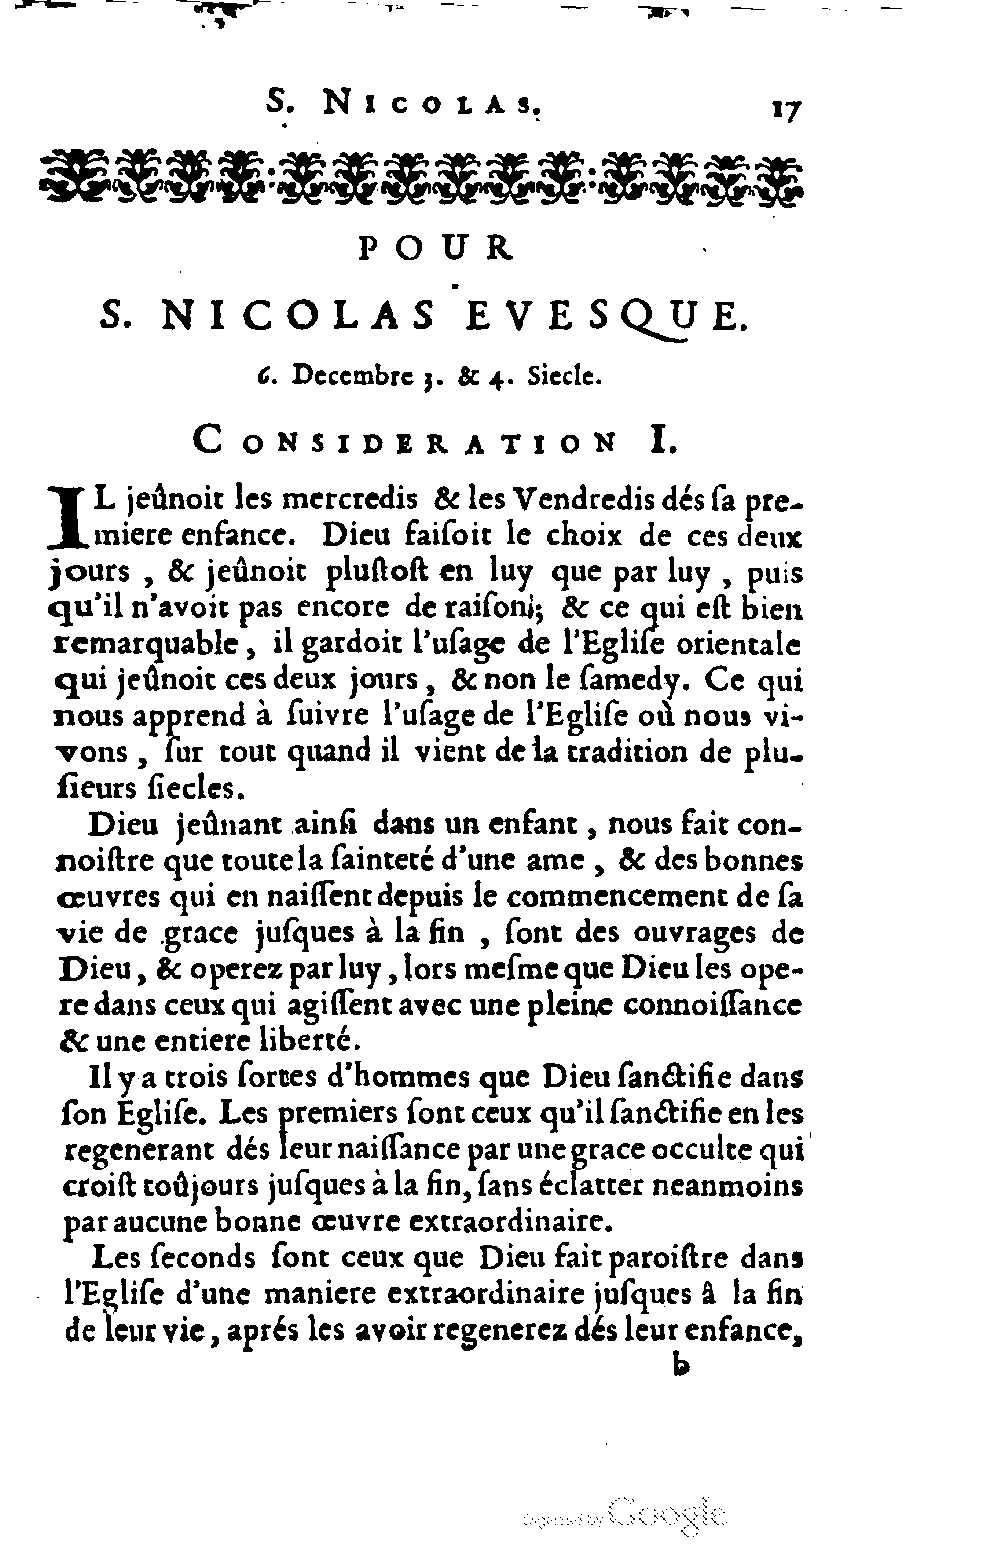 S. NICOLAS. 17
POUR
S. NICOLAS EVESQUE.
6. Decembre 3. & 4. Siecle.
CONSIDERATION I.
IL jeûnoit les mercredis & les Vendredis dés ſa pre-
miere enfance. Dieu faiſoit le choix de ces deux
jours, & jeûnoit pluſtoſt en luy que par luy, puis
qu'il n'avoit pas encore de raiſon; & ce qui eſt bien
remarquable, il gardoit l'uſage de l'Egliſe orientale
qui jeûnoit ces deux jours, & non le ſamedy. Ce qui
nous apprend à ſuivre l'uſage de l'Egliſe où nous vi-
vons, ſur tout quand il vient de la tradition de plu-
ſieurs ſiecles.
Dieu jeûnant ainſi dans un enfant, nous fait con-
noiſtre que toute la ſainteté d'une ame, & des bonnes
œuvres qui en naiſſent depuis le commencement de ſa
vie de grace juſques à la fin, ſont des ouvrages de
Dieu, & operez par luy, lors meſme que Dieu les ope-
re dans ceux qui agiſſent avec une pleine connoiſſance
& une entiere liberté.
Il y a trois ſortes d'hommes que Dieu ſanctifie dans
ſon Egliſe. Les premiers ſont ceux qu'il ſanctifie en les
regenerant dés leur naiſſance par une grace occulte qui
croiſt toûjours juſques à la fin, ſans éclatter neanmoins
par aucune bonne œuvre extraordinaire.
Les ſeconds ſont ceux que Dieu fait paroiſtre dans
l'Egliſe d'une maniere extraordinaire juſques â la fin
de leur vie, aprés les avoir regenerez dés leur enfance,
b
Digitized by Google